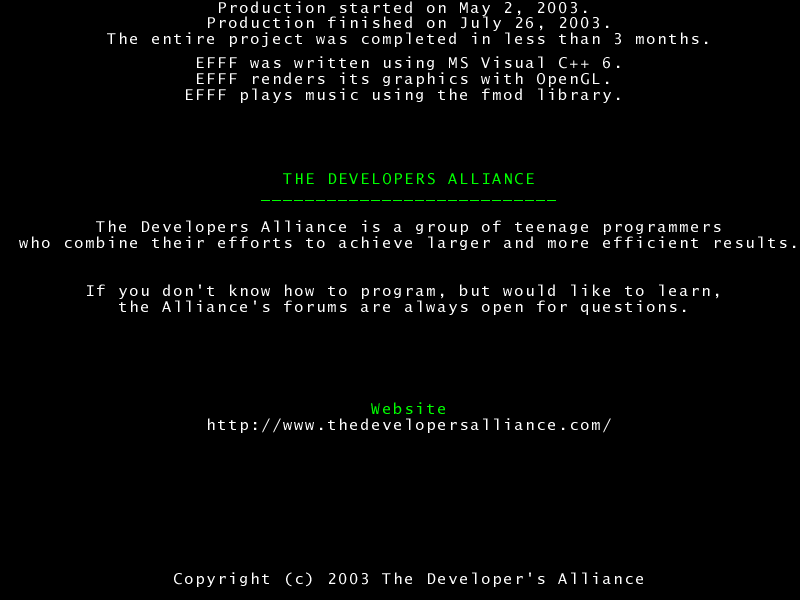 Production started on May 2, 2003.
Production finished on July 26, 2003.
The entire project was completed in less than 3 months.
EFFF was written using MS Visual C++ 6.
EFFF renders its graphics with OpenGL.
EFFF plays music using the fmod library.
THE DEVELOPERS ALLIANCE
___________________________
The Developers Alliance is a group of teenage programmers
who combine their efforts to achieve larger and more efficient results.
If you don't know how to program, but would like to learn,
the Alliance's forums are always open for questions.
Website
http://www.thedevelopersalliance.com/
Copyright (c) 2003 The Developer's Alliance